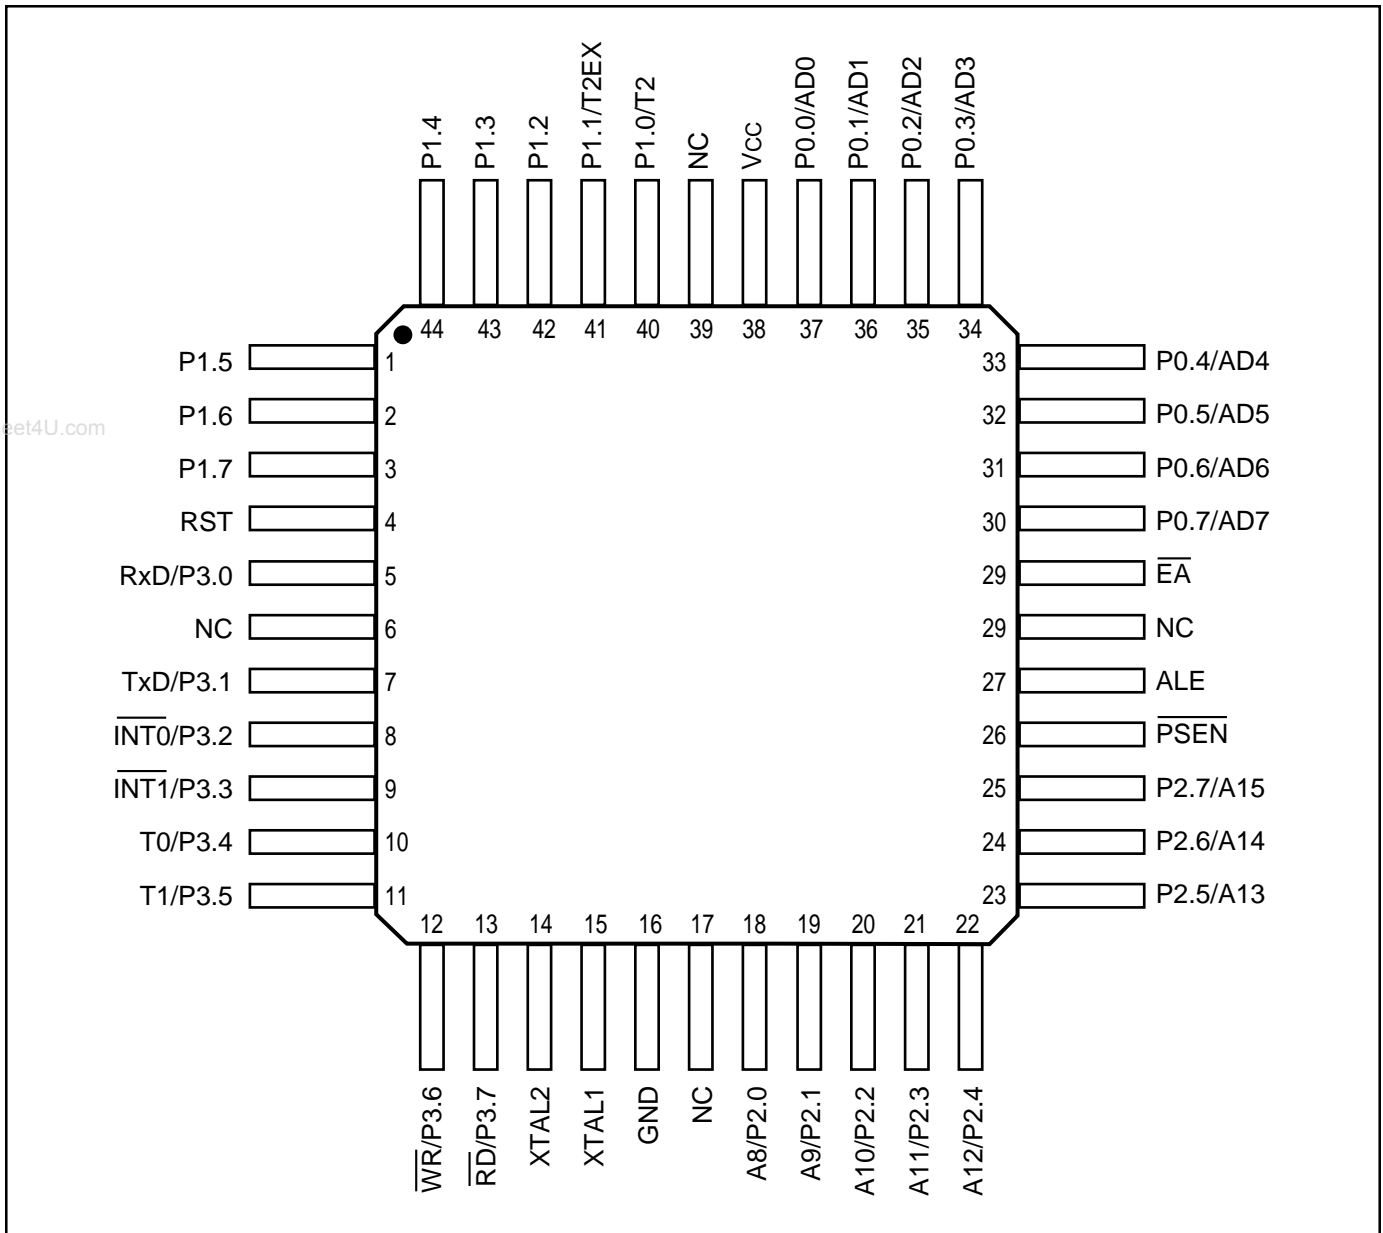 P1.4 P1.3 P1.2 P1.1/T2EX P1.0/T2 NC VCC P0.0/AD0 P0.1/AD1 P0.2/AD2 P0.3/AD3
44 43 42 41 40 39 38 37 36 35 34
P1.5 1 33 P0.4/AD4
P1.6 2 32 P0.5/AD5
eet4U.com
P1.7 3 31 P0.6/AD6
RST 4 30 P0.7/AD7
RxD/P3.0 5 29 EA
NC 6 29 NC
TxD/P3.1 7 27 ALE
INT0/P3.2 8 26 PSEN
INT1/P3.3 9 25 P2.7/A15
T0/P3.4 10 24 P2.6/A14
T1/P3.5 11 23 P2.5/A13
12 13 14 15 16 17 18 19 20 21 22
WR/P3.6 RD/P3.7 XTAL2 XTAL1 GND NC A8/P2.0 A9/P2.1 A10/P2.2 A11/P2.3 A12/P2.4